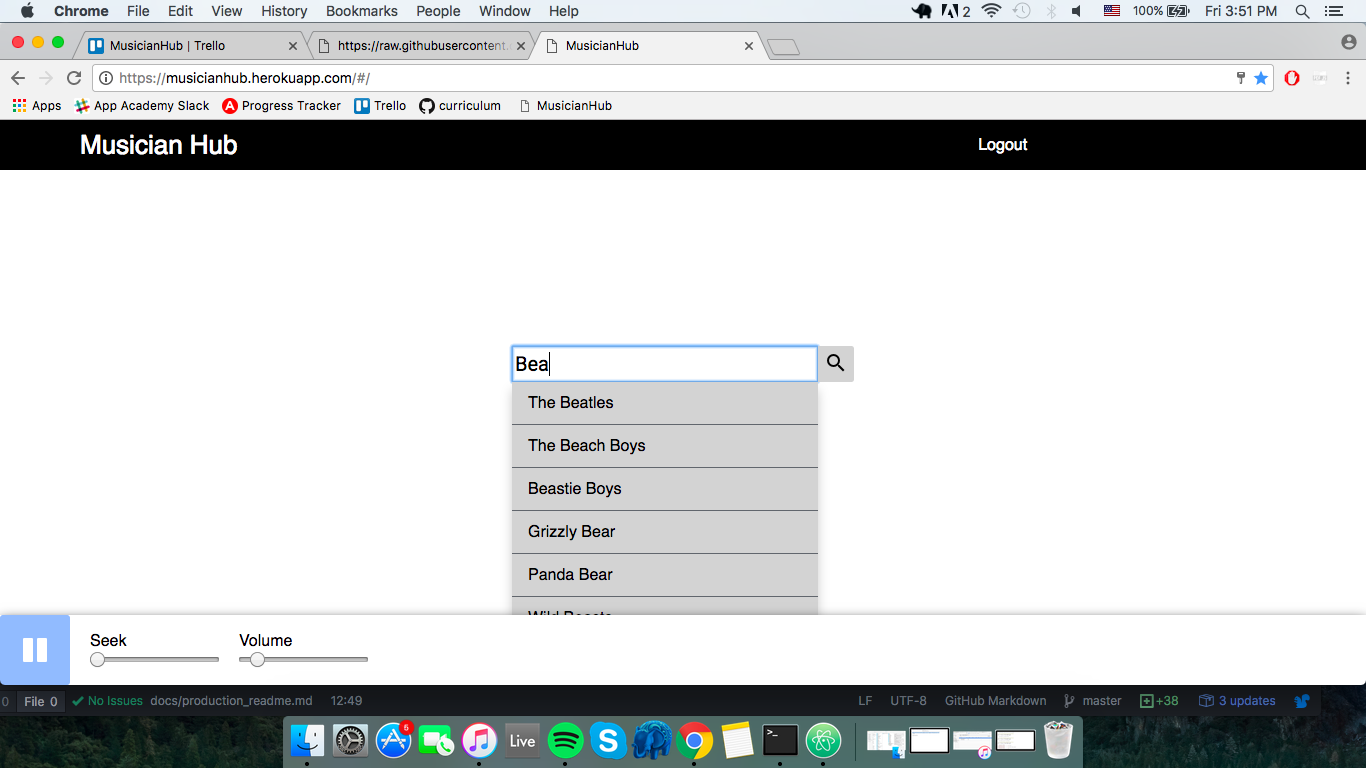 Chrome File Edit View History Bookmarks People Window Help 2 100% Fri 3:51 PM
MusicianHub | Trello https://raw.githubusercontent. MusicianHub
https://musicianhub.herokuapp.com/#/
Apps App Academy Slack Progress Tracker Trello curriculum MusicianHub
Musician Hub Logout
Bea
The Beatles
The Beach Boys
Beastie Boys
Grizzly Bear
Panda Bear
Seek Volume
0 File 0 No Issues docs/production_readme.md 12:49 LF UTF-8 GitHub Markdown master +38 3 updates
6
Live